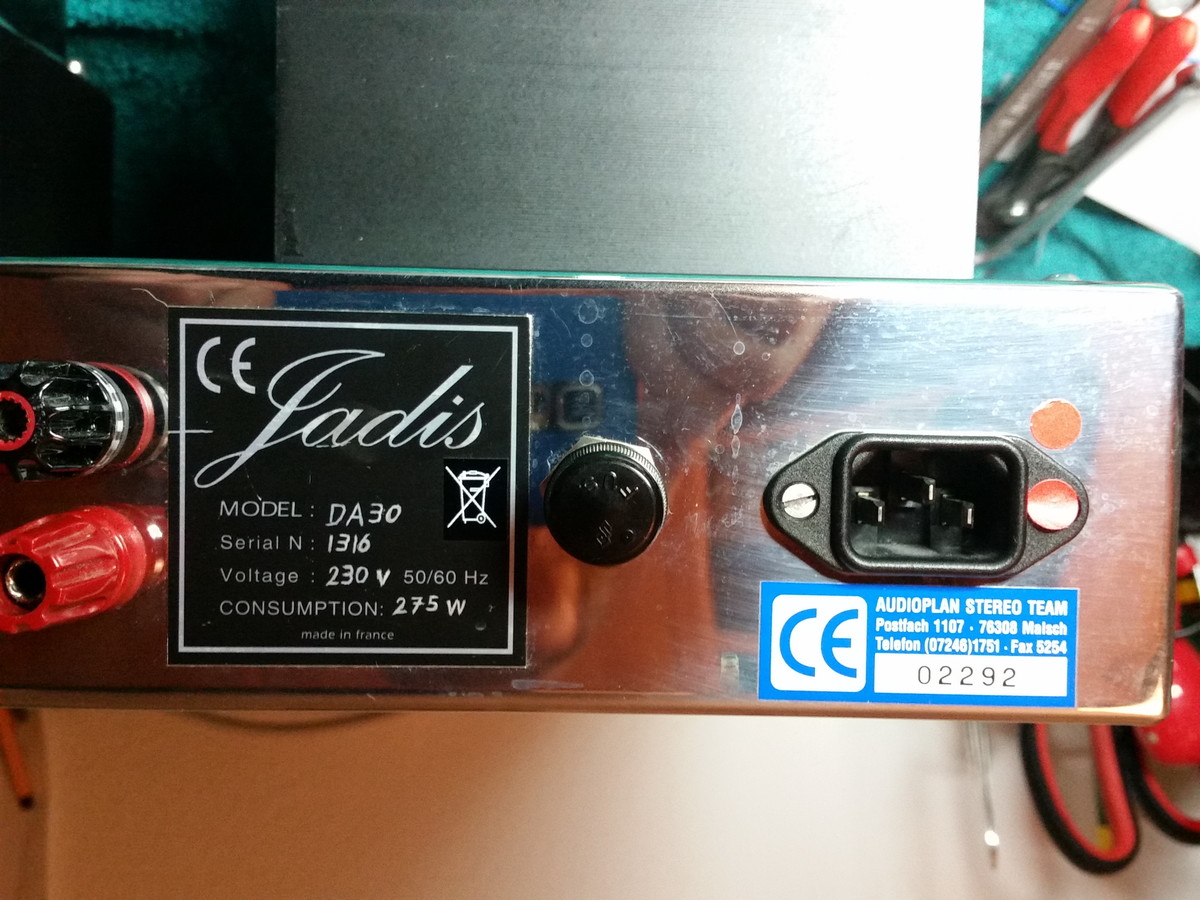 CE
Jadis
MODEL: DA30
Serial N: 1316
Voltage: 230 V 50/60 Hz
CONSUMPTION: 275 W
made in france
CE
AUDIOPLAN STEREO TEAM
Postfach 1107 · 76308 Malsch
Telefon (07246)1751 · Fax 5254
02292